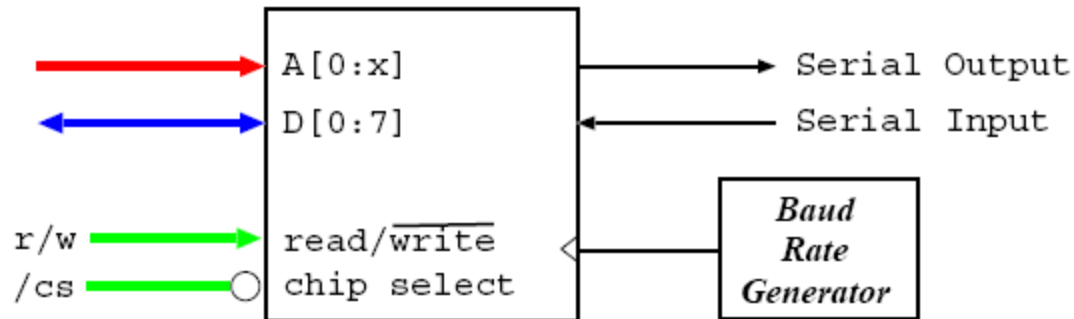 A[0:x]
Serial Output
D[0:7]
Serial Input
r/w
read/write
/cs
chip select
Baud
Rate
Generator